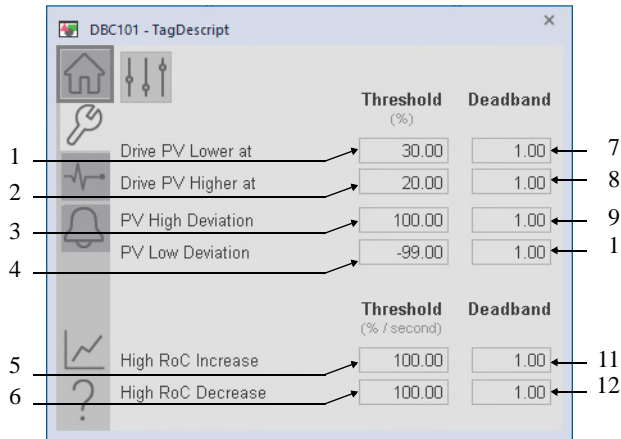 DBC101 - TagDescript
Threshold Deadband
(%)
1 Drive PV Lower at 30.00 1.00 7
2 Drive PV Higher at 20.00 1.00 8
3 PV High Deviation 100.00 1.00 9
4 PV Low Deviation -99.00 1.00 1
Threshold Deadband
(% / second)
5 High RoC Increase 100.00 1.00 11
6 High RoC Decrease 100.00 1.00 12